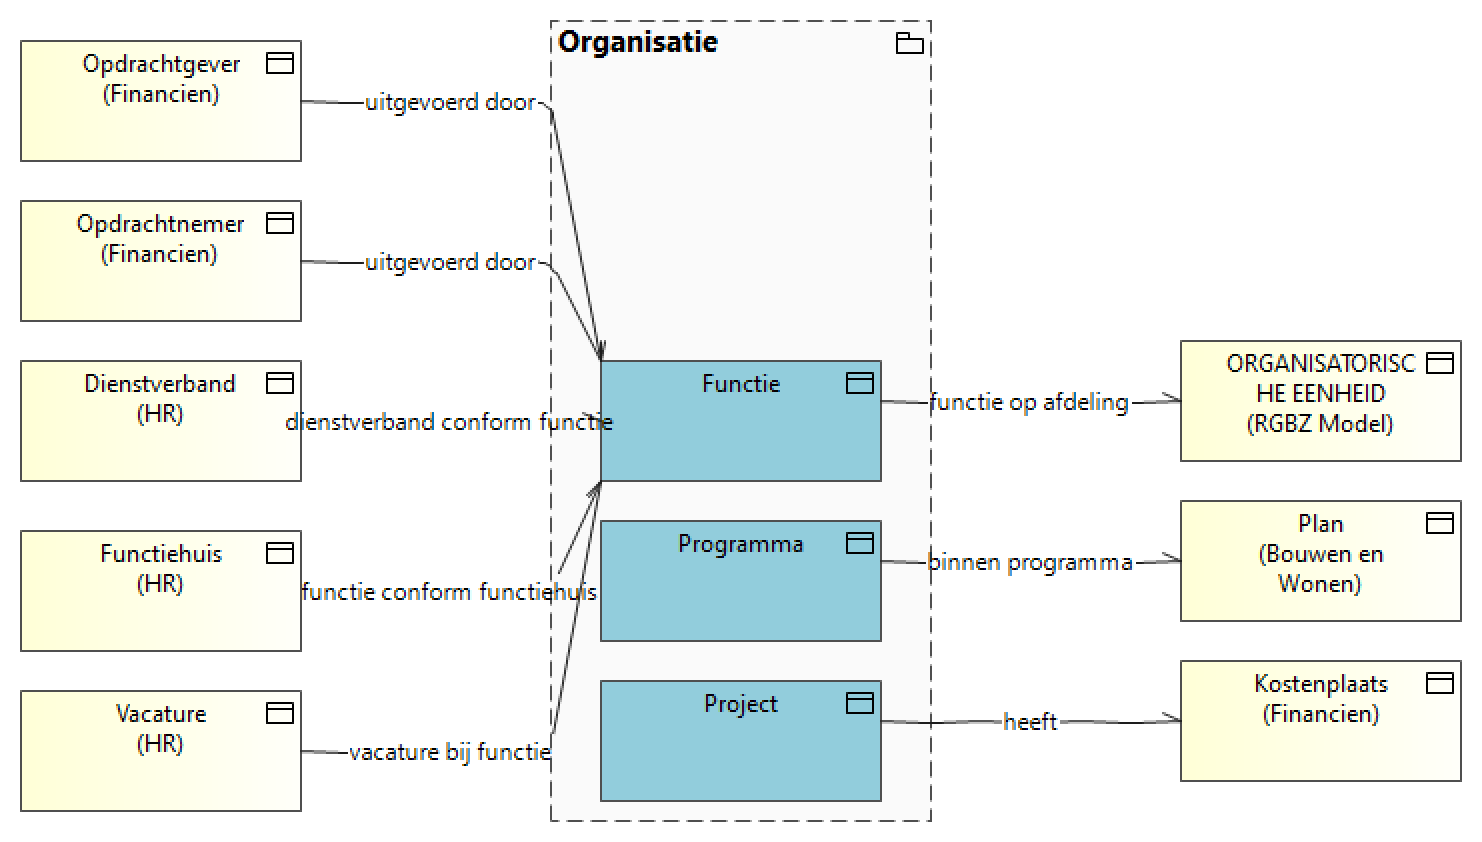 Organisatie
Opdrachtgever
(Financien)
uitgevoerd door
Opdrachtnemer
(Financien)
uitgevoerd door
Dienstverband
(HR)
dienstverband conform functie
Functie
functie op afdeling
ORGANISATORISC
HE EENHEID
(RGBZ Model)
Functiehuis
(HR)
functie conform functiehuis
Programma
binnen programma
Plan
(Bouwen en
Wonen)
Vacature
(HR)
vacature bij functie
Project
heeft
Kostenplaats
(Financien)